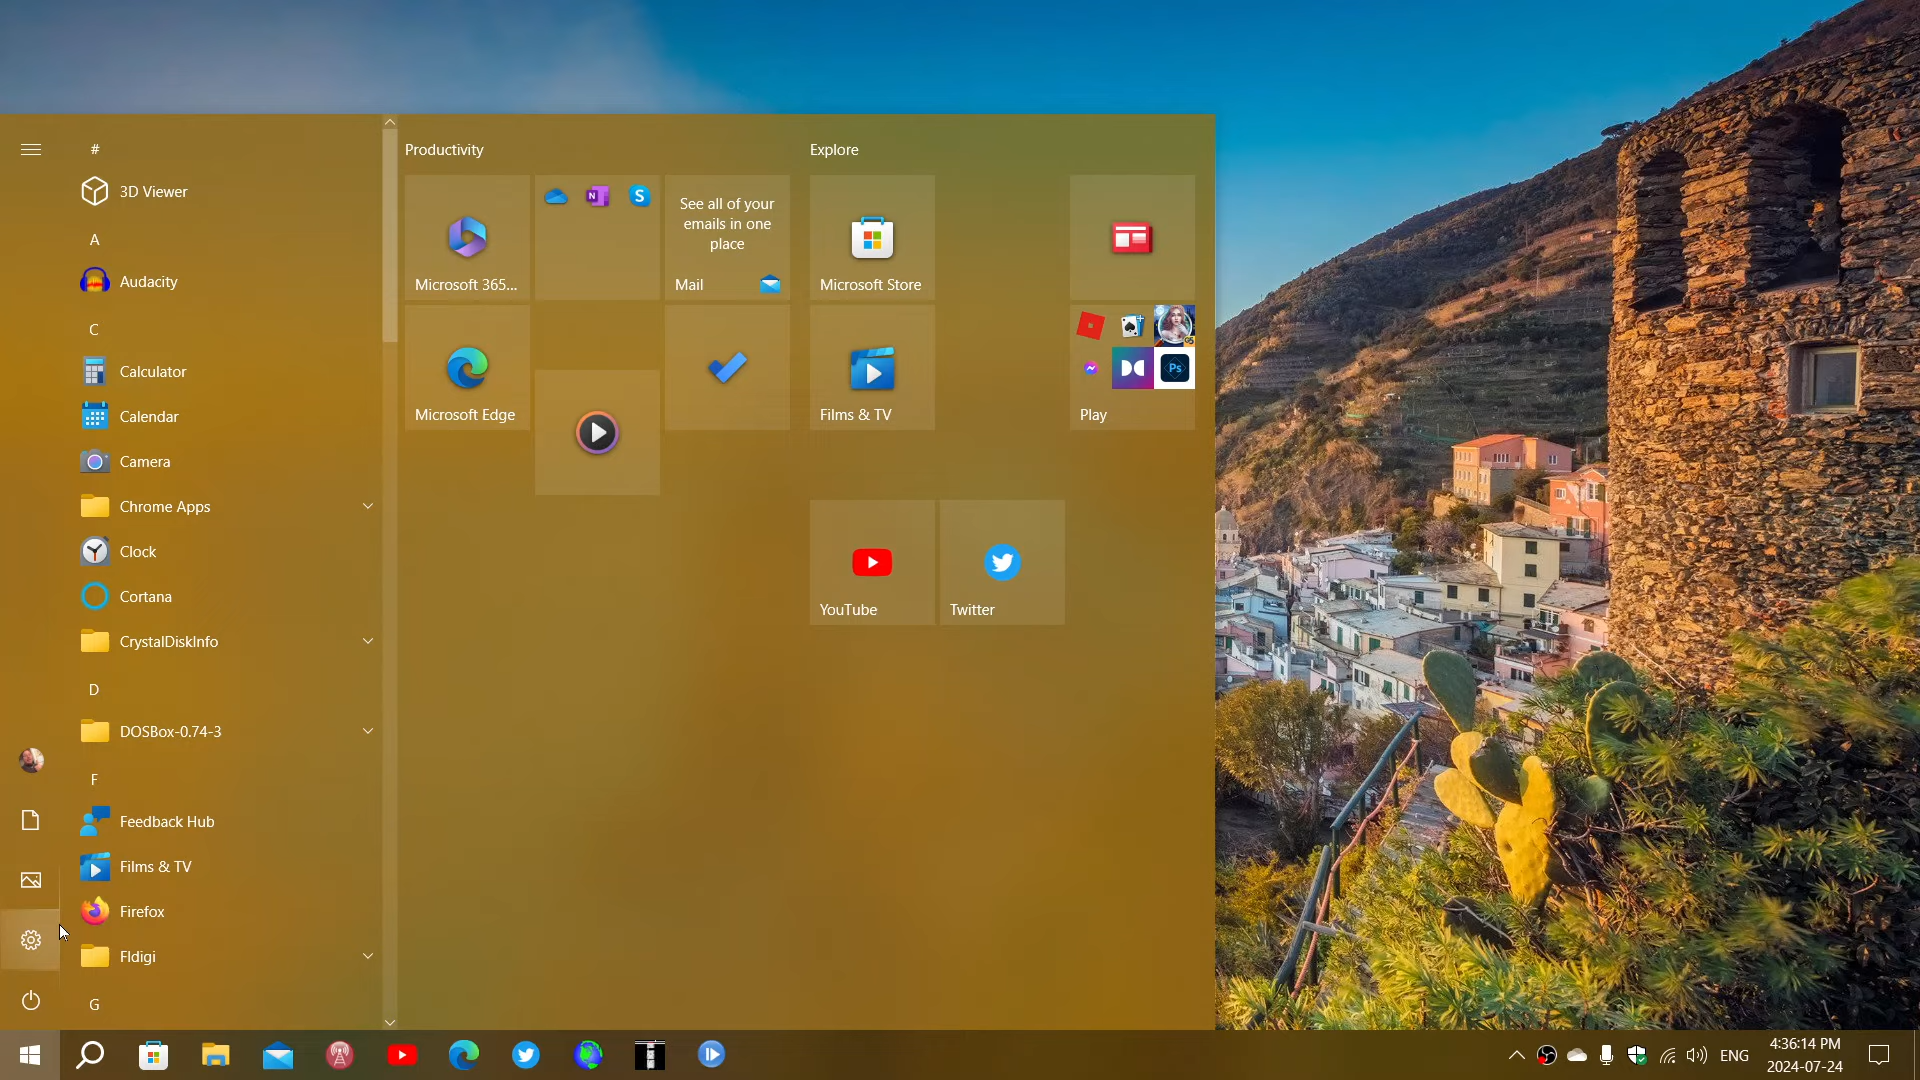 #
3D Viewer
A
Audacity
C
Calculator
Calendar
Camera
Chrome Apps
Clock
Cortana
CrystalDiskInfo
D
DOSBox-0.74-3
F
Feedback Hub
Films & TV
Firefox
Fldigi
G
Productivity
Microsoft 365...
N
S
See all of your
emails in one
place
Mail
Microsoft Edge
Explore
Microsoft Store
Films & TV
Ps
Play
YouTube
Twitter
ENG
4:36:14 PM
2024-07-24